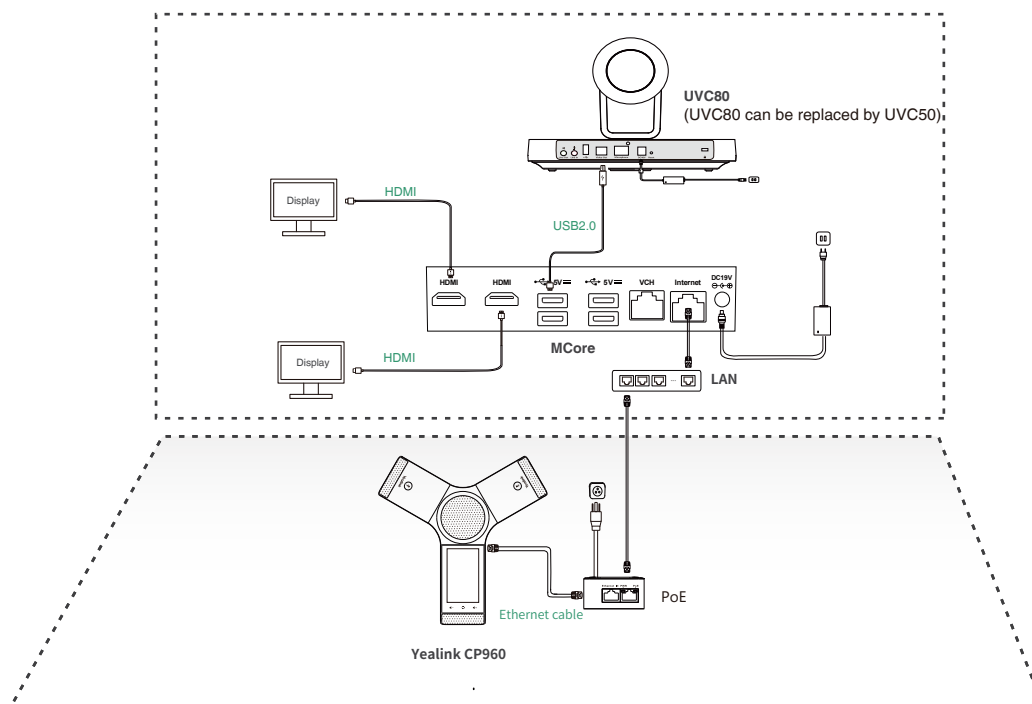 UVC80
(UVC80 can be replaced by UVC50)
HDMI
Display
USB2.0
HDMI
HDMI
5V
5V
VCH
Internet
DC19V
MCore
Display
HDMI
LAN
PoE
Ethernet cable
Yealink CP960